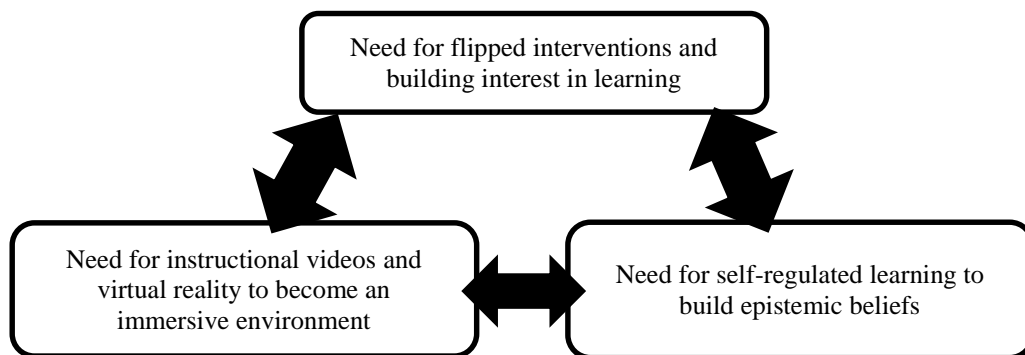 Need for flipped interventions and
building interest in learning
Need for instructional videos and
virtual reality to become an
immersive environment
Need for self-regulated learning to
build epistemic beliefs